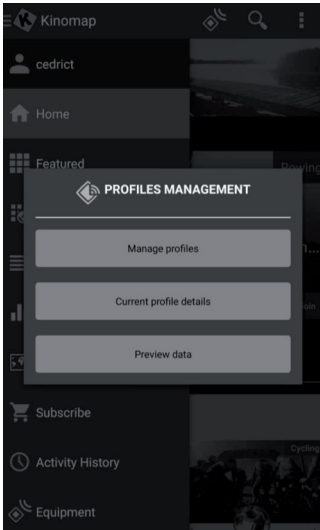 Kinomap
cedrict
Home
Featured
Rowing
PROFILES MANAGEMENT
Manage profiles
Current profile details
Preview data
Subscribe
Cycling
Activity History
Equipment